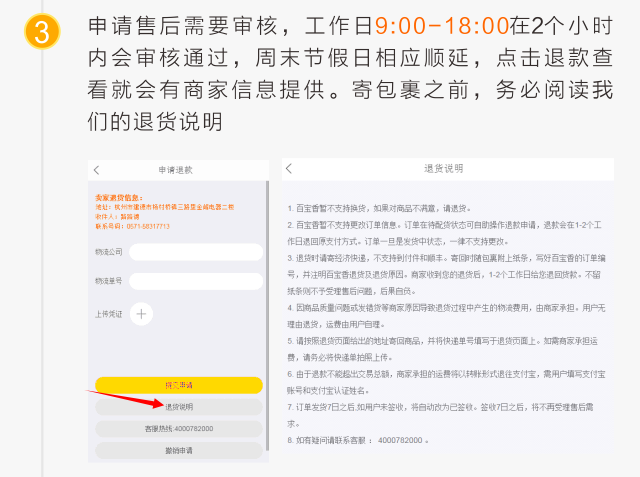 3
申请售后需要审核，工作日9:00-18:00在2个小时
内会审核通过，周末节假日相应顺延，点击退款查
看就会有商家信息提供。寄包裹之前，务必阅读我
们的退货说明
申请退款
卖家退货信息：
联系号码：0571-58317713
物流公司
物流单号
上传凭证
提交申请
退货说明
客服热线:4000782000
撤销申请
退货说明
1. 百宝香暂不支持换货，如果对商品不满意，请退货。
2. 百宝香暂不支持更改订单信息。订单在待配货状态可自助操作退款申请，退款会在1-2个工
作日退回原支付方式。订单一旦是发货中状态，一律不支持更改。
3. 退货时请寄经济快递，不支持到付件和顺丰。寄回时随包裹附上纸条，写好百宝香的订单编
号，并注明百宝香退货及退货原因。商家收到您的退货后，1-2个工作日给您退回货款。不留
纸条则不予受理售后问题，后果自负。
4. 因商品质量问题或发错货等商家原因导致退货过程中产生的物流费用，由商家承担。用户无
理由退货，运费由用户自理。
5. 请按照退货页面给出的地址寄回商品，并将快递单号填写于退货页面上。如需商家承担运
费，请务必将快递单拍照上传。
6. 由于退款不能超出交易总额，商家承担的运费将以转账形式退往支付宝，需用户填写支付宝
账号和支付宝认证姓名。
7. 订单发货7日之后,如用户未签收，将自动改为已签收。签收7日之后，将不再受理售后需
求。
8. 如有疑问请联系客服 ： 4000782000 。